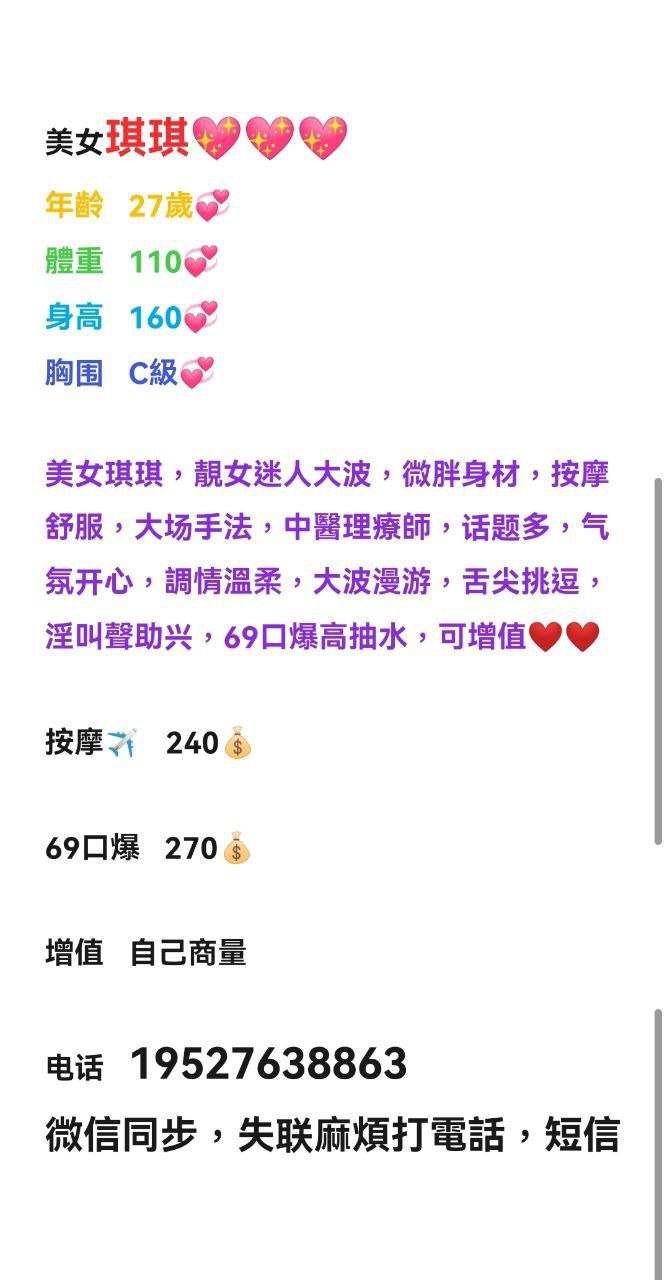 美女琪琪💖💖💖
年齡 27歲💞
體重 110💞
身高 160💞
胸围 C級💞
美女琪琪，靚女迷人大波，微胖身材，按摩
舒服，大场手法，中醫理療師，话题多，气
氛开心，調情溫柔，大波漫游，舌尖挑逗，
淫叫聲助兴，69口爆高抽水，可增值❤️❤️
按摩✈️ 240💰
69口爆 270💰
增值 自己商量
电话 19527638863
微信同步，失联麻煩打電話，短信